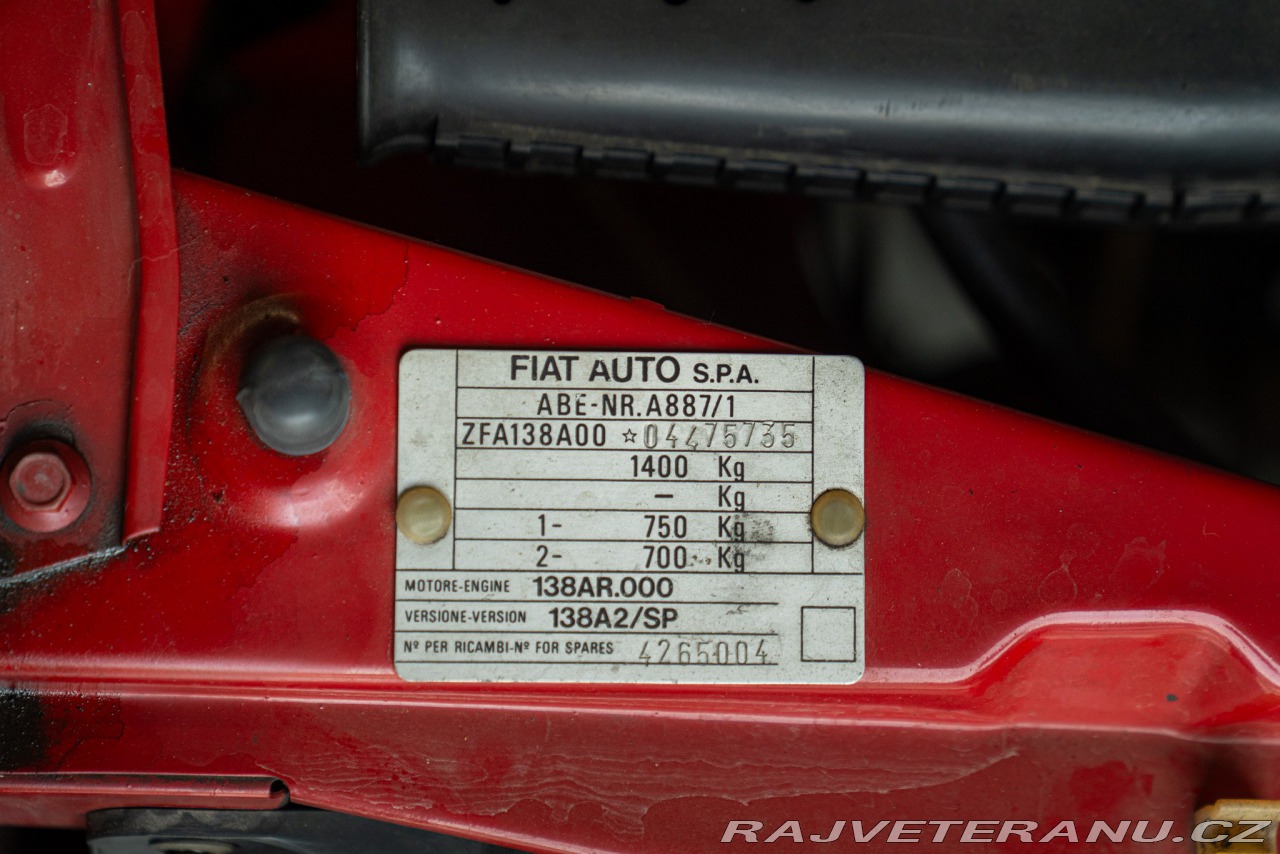 FIAT AUTO S.P.A.
ABE-NR.A887/1
ZFA138A00 ☆04475735
1400 Kg
– Kg
1- 750 Kg
2- 700 Kg
MOTORE-ENGINE 138AR.000
VERSIONE-VERSION 138A2/SP
Nº PER RICAMBI-Nº FOR SPARES 4265004
RAJVETERANU.CZ